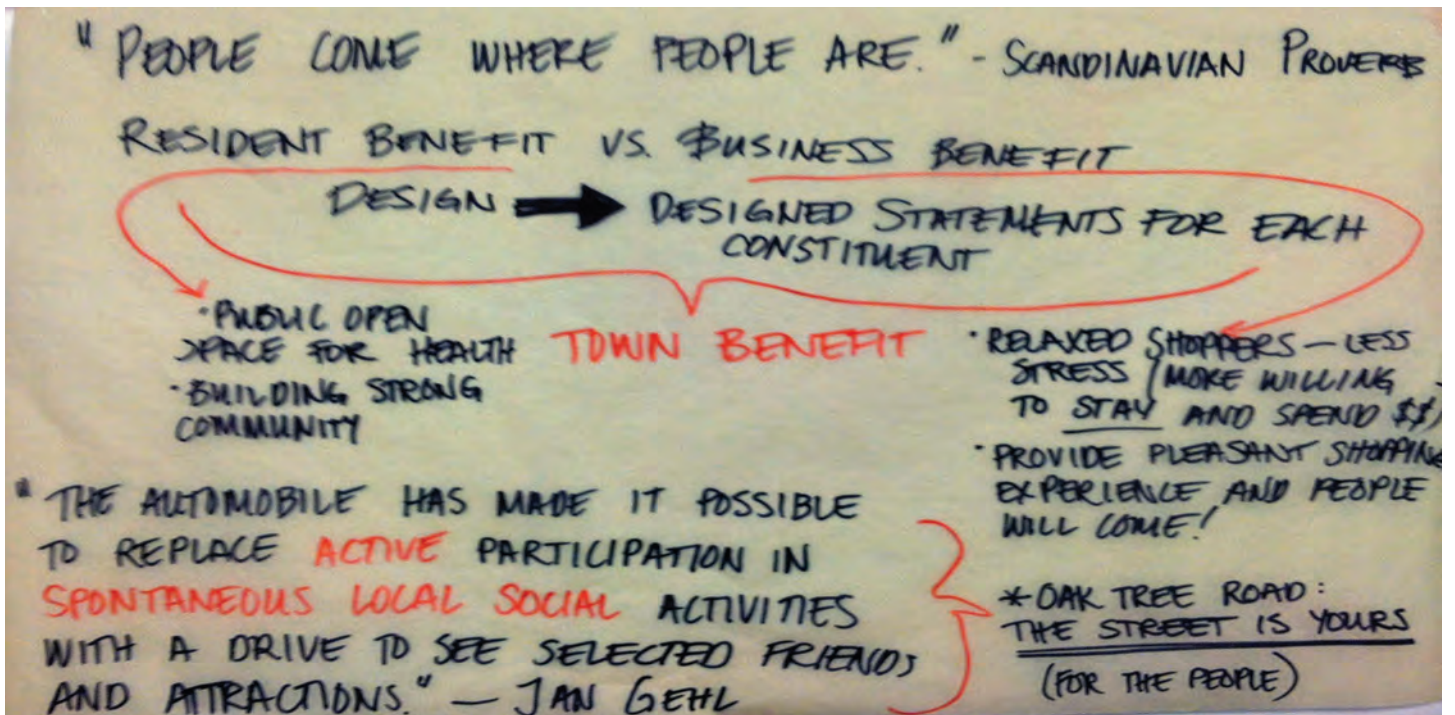 "PEOPLE COME WHERE PEOPLE ARE." - SCANDINAVIAN PROVERB
RESIDENT BENEFIT VS. BUSINESS BENEFIT
DESIGN → DESIGNED STATEMENTS FOR EACH
CONSTITUENT
• PUBLIC OPEN
SPACE FOR HEALTH
• BUILDING STRONG
COMMUNITY
TOWN BENEFIT
• RELAXED SHOPPERS — LESS
STRESS / MORE WILLING
TO STAY AND SPEND $$)
• PROVIDE PLEASANT SHOPPING
EXPERIENCE AND PEOPLE
WILL COME!
"THE AUTOMOBILE HAS MADE IT POSSIBLE
TO REPLACE ACTIVE PARTICIPATION IN
SPONTANEOUS LOCAL SOCIAL ACTIVITIES
WITH A DRIVE TO SEE SELECTED FRIENDS
AND ATTRACTIONS." — JAN GEHL
* OAK TREE ROAD:
THE STREET IS YOURS
(FOR THE PEOPLE)